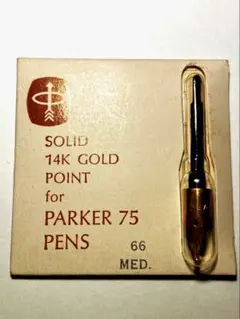 SOLID
14K GOLD
POINT
for
PARKER 75
PENS 66
MED.